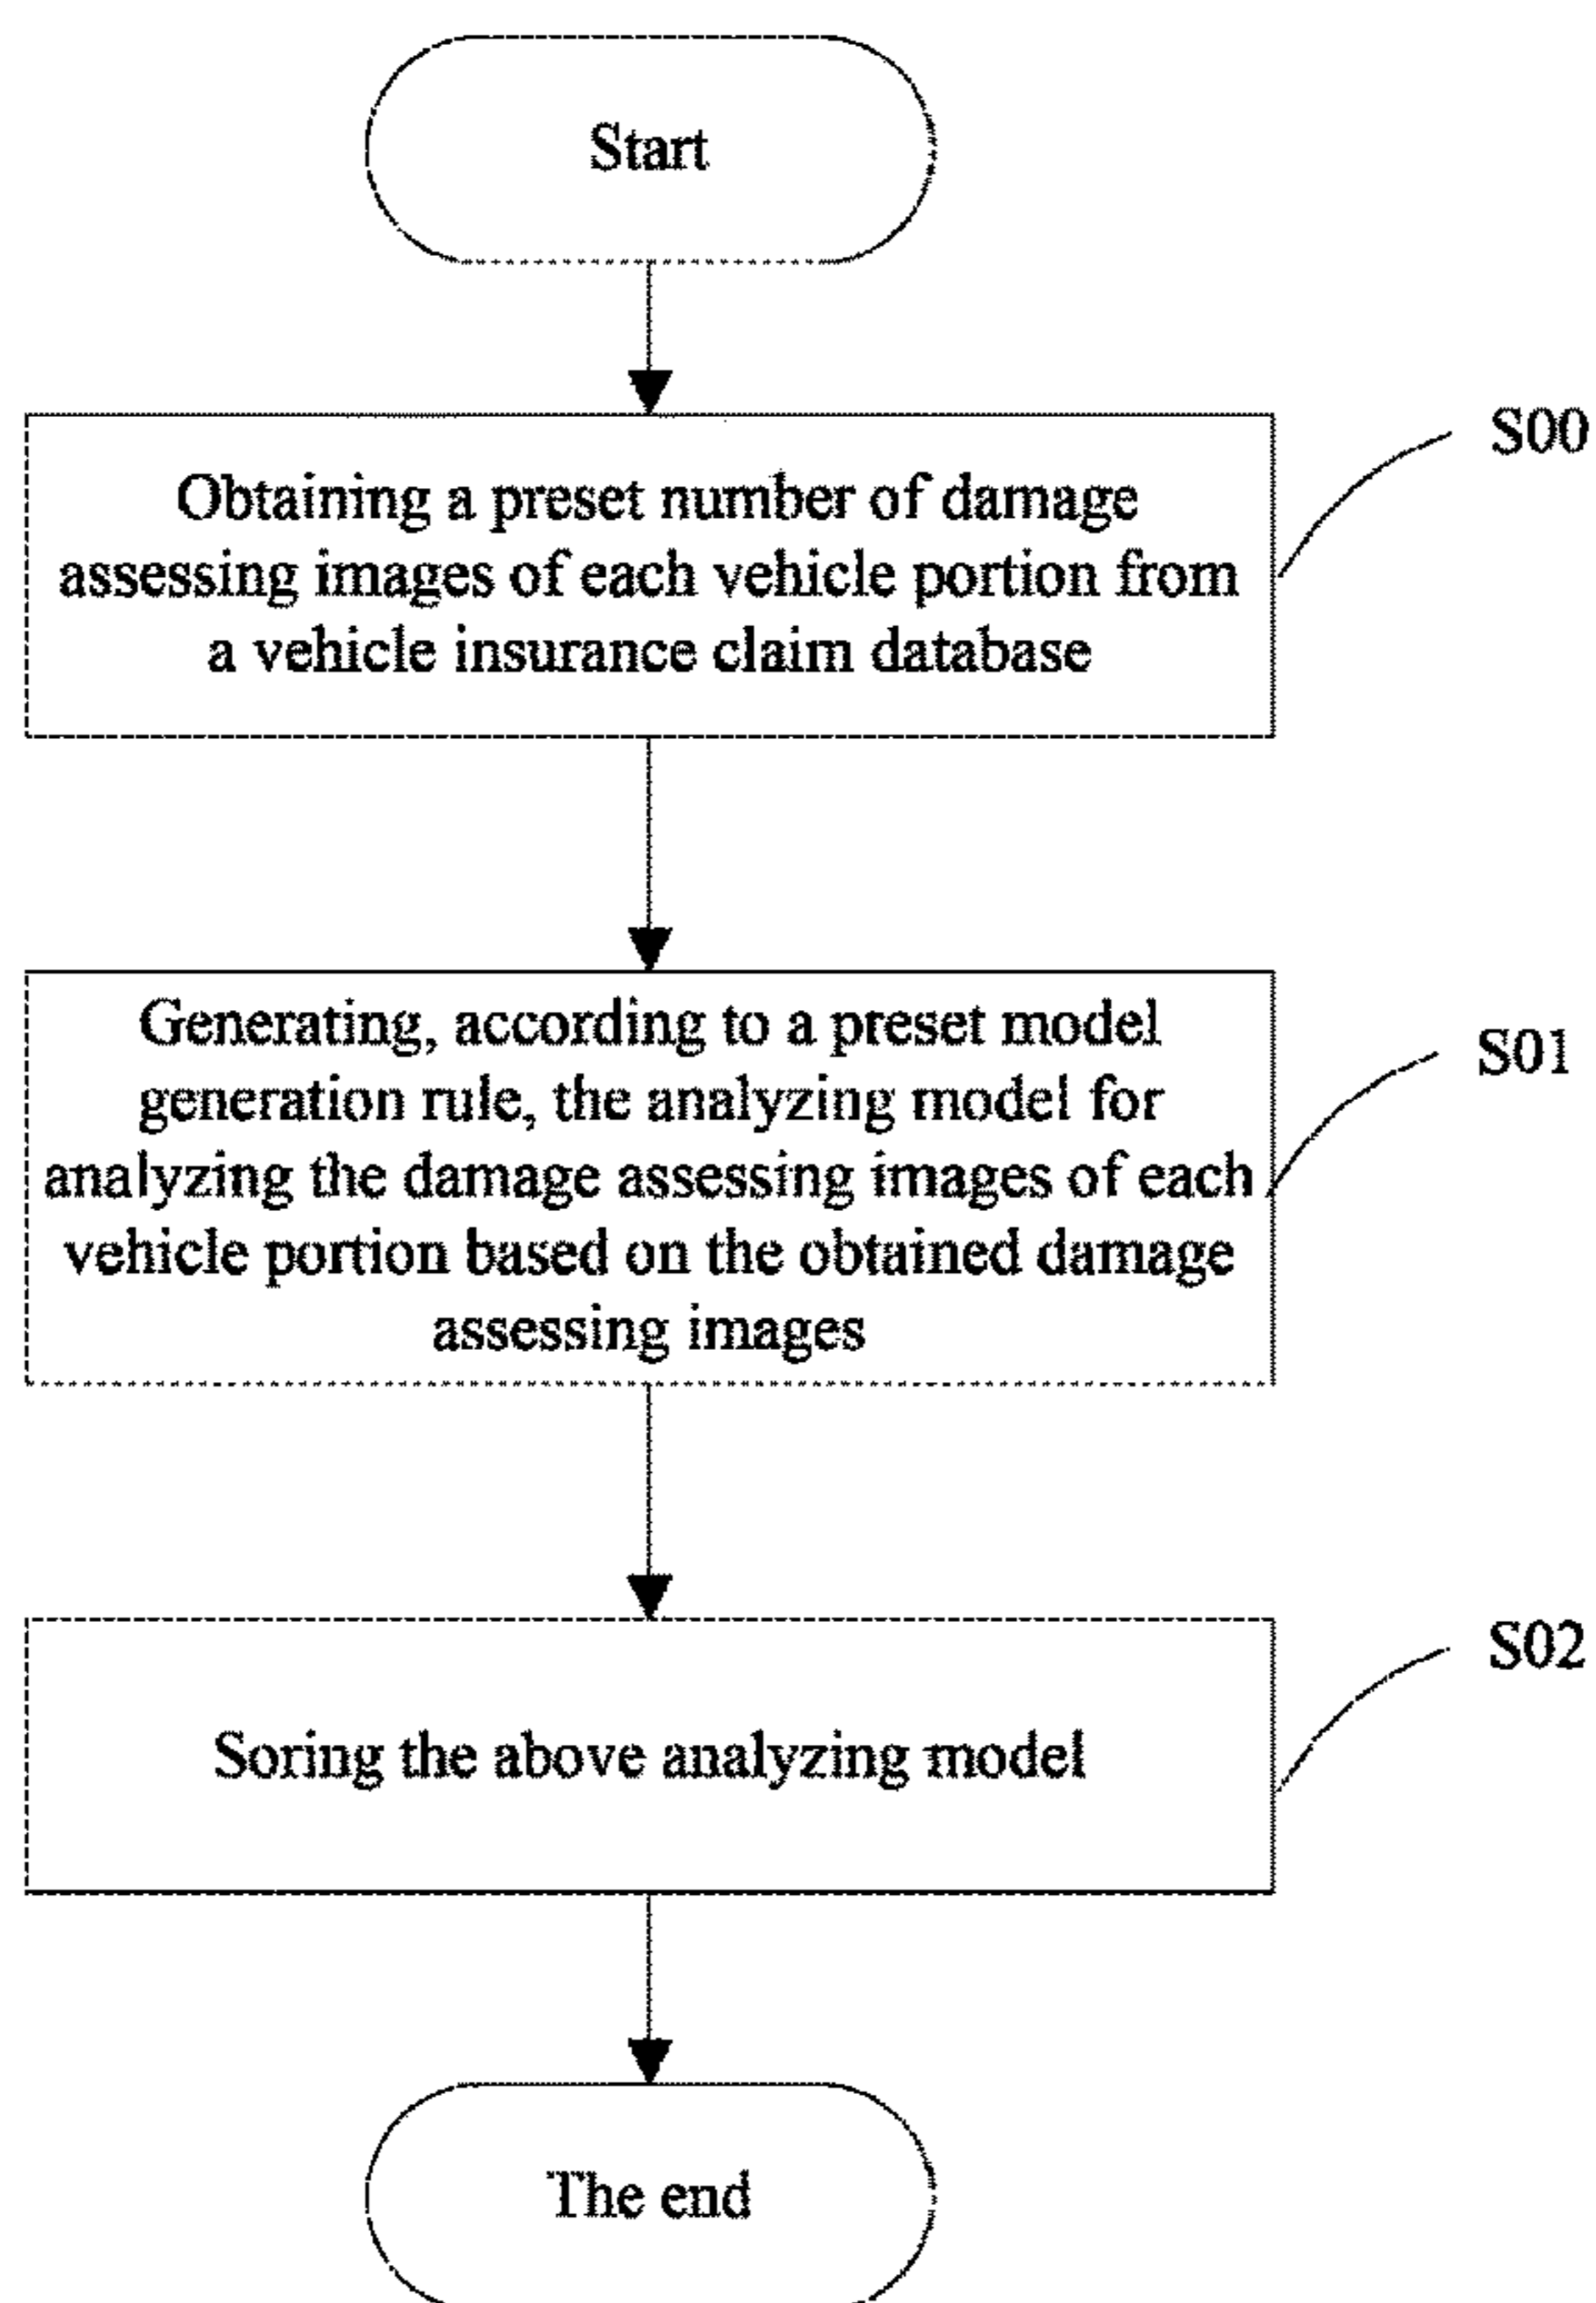 Start
S00
Obtaining a preset number of damage
assessing images of each vehicle portion from
a vehicle insurance claim database
S01
Generating, according to a preset model
generation rule, the analyzing model for
analyzing the damage assessing images of each
vehicle portion based on the obtained damage
assessing images
S02
Soring the above analyzing model
The end